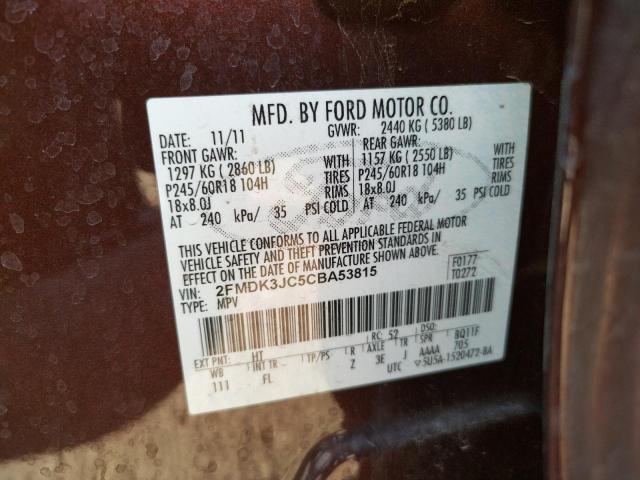 MFD. BY FORD MOTOR CO.
DATE: 11/11 GVWR: 2440 KG ( 5380 LB)
FRONT GAWR: REAR GAWR:
1297 KG ( 2860 LB) 1157 KG ( 2550 LB)
P245/60R18 104H TIRES P245/60R18 104H TIRES
18x8.0J RIMS 18x8.0J RIMS
AT 240 kPa/ 35 PSI COLD AT 240 kPa/ 35 PSI COLD
THIS VEHICLE CONFORMS TO ALL APPLICABLE FEDERAL MOTOR
VEHICLE SAFETY AND THEFT PREVENTION STANDARDS IN
EFFECT ON THE DATE OF MANUFACTURE SHOWN ABOVE.
VIN: 2FMDK3JC5CBA53815 F0177
TYPE: MPV T0272
EXT PNT: HT RC: 52 DSO:
WB INT TR TP/PS R AXLE TR SPR BQ11F
111 FL Z 3E J AAAA 705
UTC 5U5A-1520472-BA